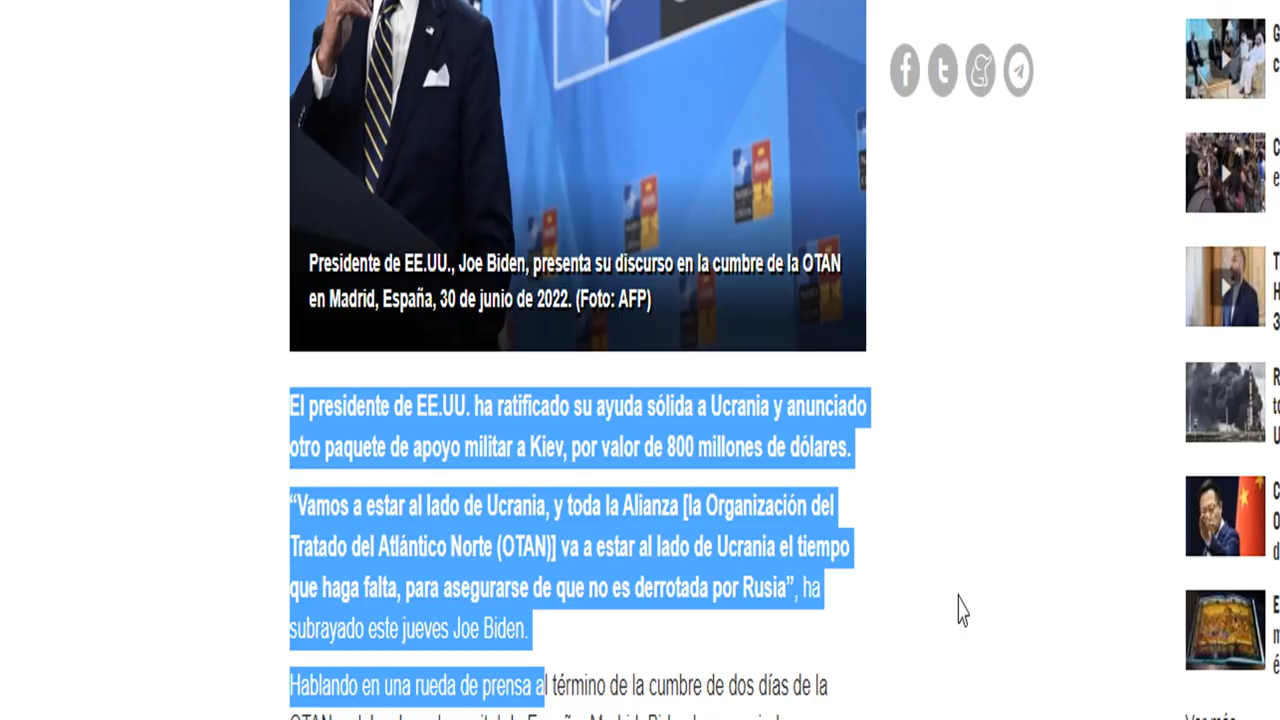 Presidente de EE.UU., Joe Biden, presenta su discurso en la cumbre de la OTAN
en Madrid, España, 30 de junio de 2022. (Foto: AFP)
El presidente de EE.UU. ha ratificado su ayuda sólida a Ucrania y anunciado
otro paquete de apoyo militar a Kiev, por valor de 800 millones de dólares.
“Vamos a estar al lado de Ucrania, y toda la Alianza [la Organización del
Tratado del Atlántico Norte (OTAN)] va a estar al lado de Ucrania el tiempo
que haga falta, para asegurarse de que no es derrotada por Rusia”, ha
subrayado este jueves Joe Biden.
Hablando en una rueda de prensa al término de la cumbre de dos días de la